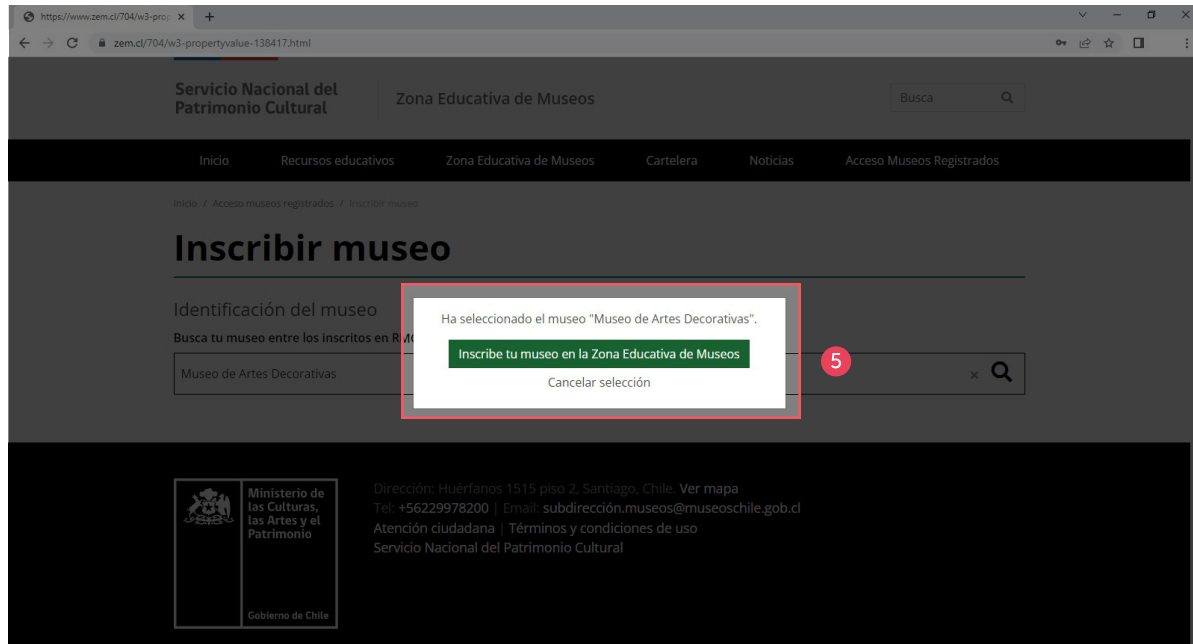 https://www.zem.cl/704/w3-prop
zem.cl/704/w3-propertyvalue-138417.html
Servicio Nacional del
Patrimonio Cultural
Zona Educativa de Museos
Busca
Inicio Recursos educativos Zona Educativa de Museos Cartelera Noticias Acceso Museos Registrados
Inicio / Acceso museos registrados / Inscribir museo
Inscribir museo
Identificación del museo
Busca tu museo entre los inscritos en
Museo de Artes Decorativas
Ha seleccionado el museo "Museo de Artes Decorativas".
Inscribe tu museo en la Zona Educativa de Museos
Cancelar selección
5
Ministerio de
las Culturas,
las Artes y el
Patrimonio
Gobierno de Chile
Dirección: Huérfanos 1515 piso 2, Santiago, Chile. Ver mapa
Tel: +56229978200 | Email: subdirección.museos@museoschile.gob.cl
Atención ciudadana | Términos y condiciones de uso
Servicio Nacional del Patrimonio Cultural